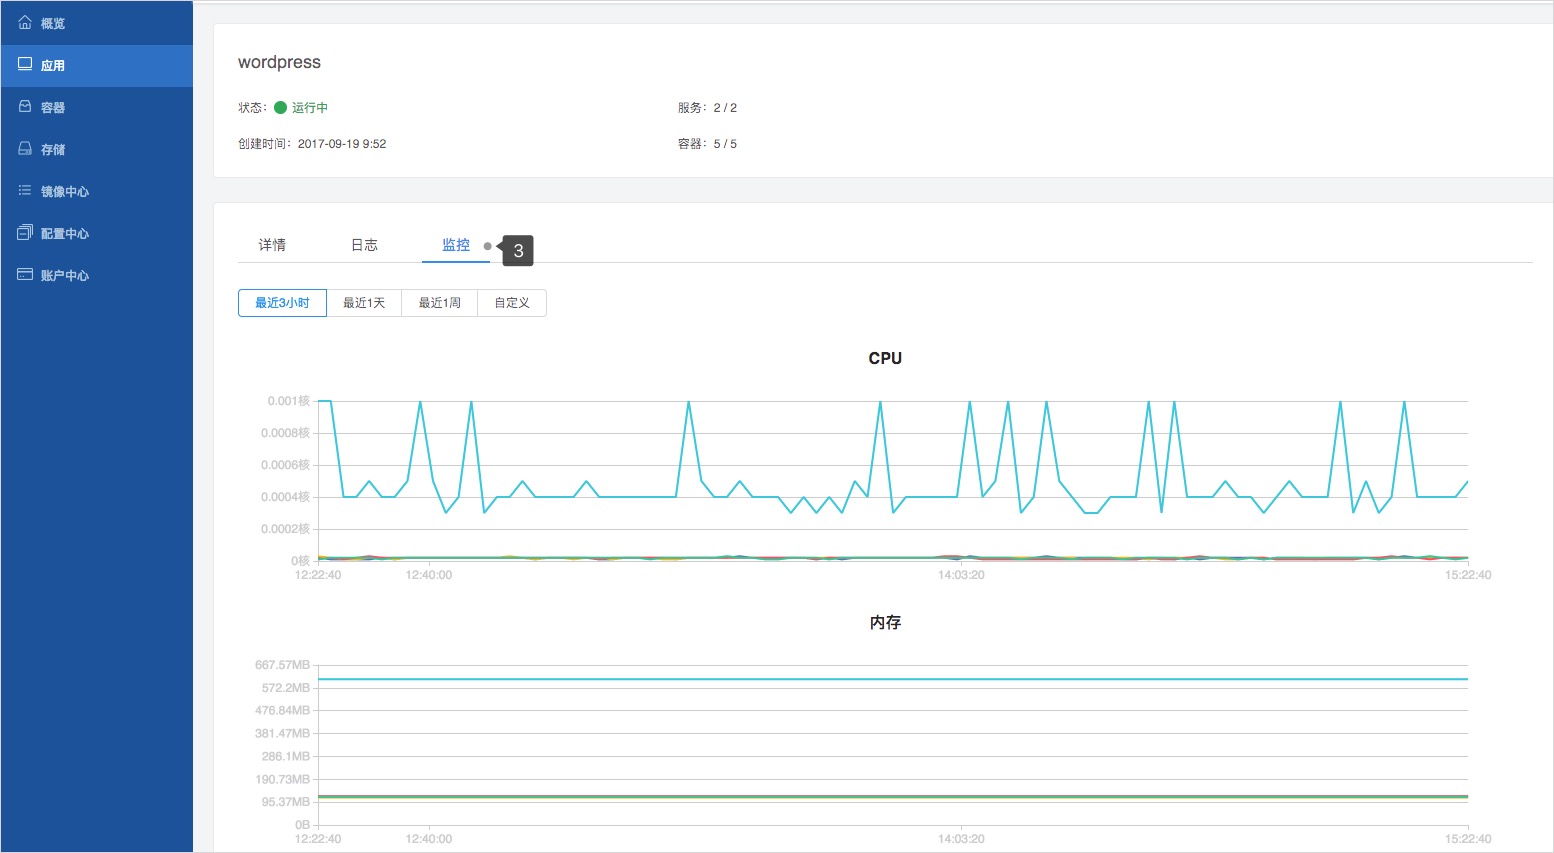 概览
应用
容器
存储
镜像中心
配置中心
账户中心
wordpress
状态： 运行中
服务：2 / 2
创建时间：2017-09-19 9:52
容器：5 / 5
详情 日志 监控 3
最近3小时 最近1天 最近1周 自定义
CPU
0.001核
0.0008核
0.0006核
0.0004核
0.0002核
0核
12:22:40 12:40:00 14:03:20 15:22:40
内存
667.57MB
572.2MB
476.84MB
381.47MB
286.1MB
190.73MB
95.37MB
0B
12:22:40 12:40:00 14:03:20 15:22:40